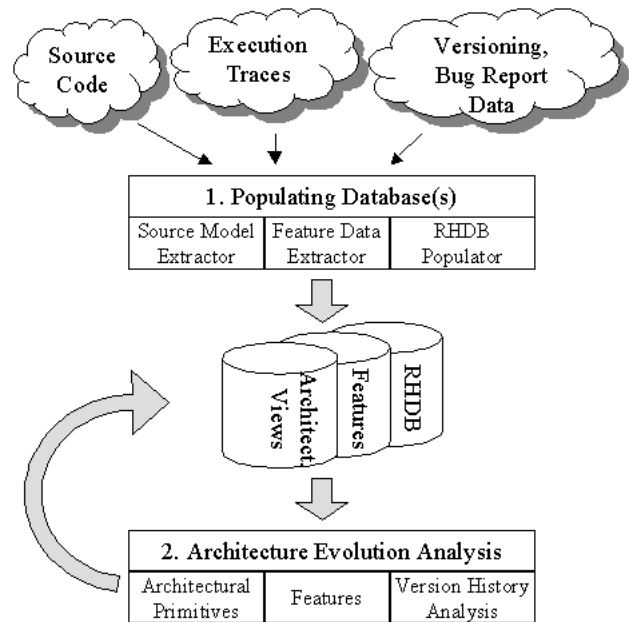 Source
Code
Execution
Traces
Versioning,
Bug Report
Data
1. Populating Database(s)
Source Model
Extractor
Feature Data
Extractor
RHDB
Populator
Architect.
Views
Features
RHDB
2. Architecture Evolution Analysis
Architectural
Primitives
Features
Version History
Analysis